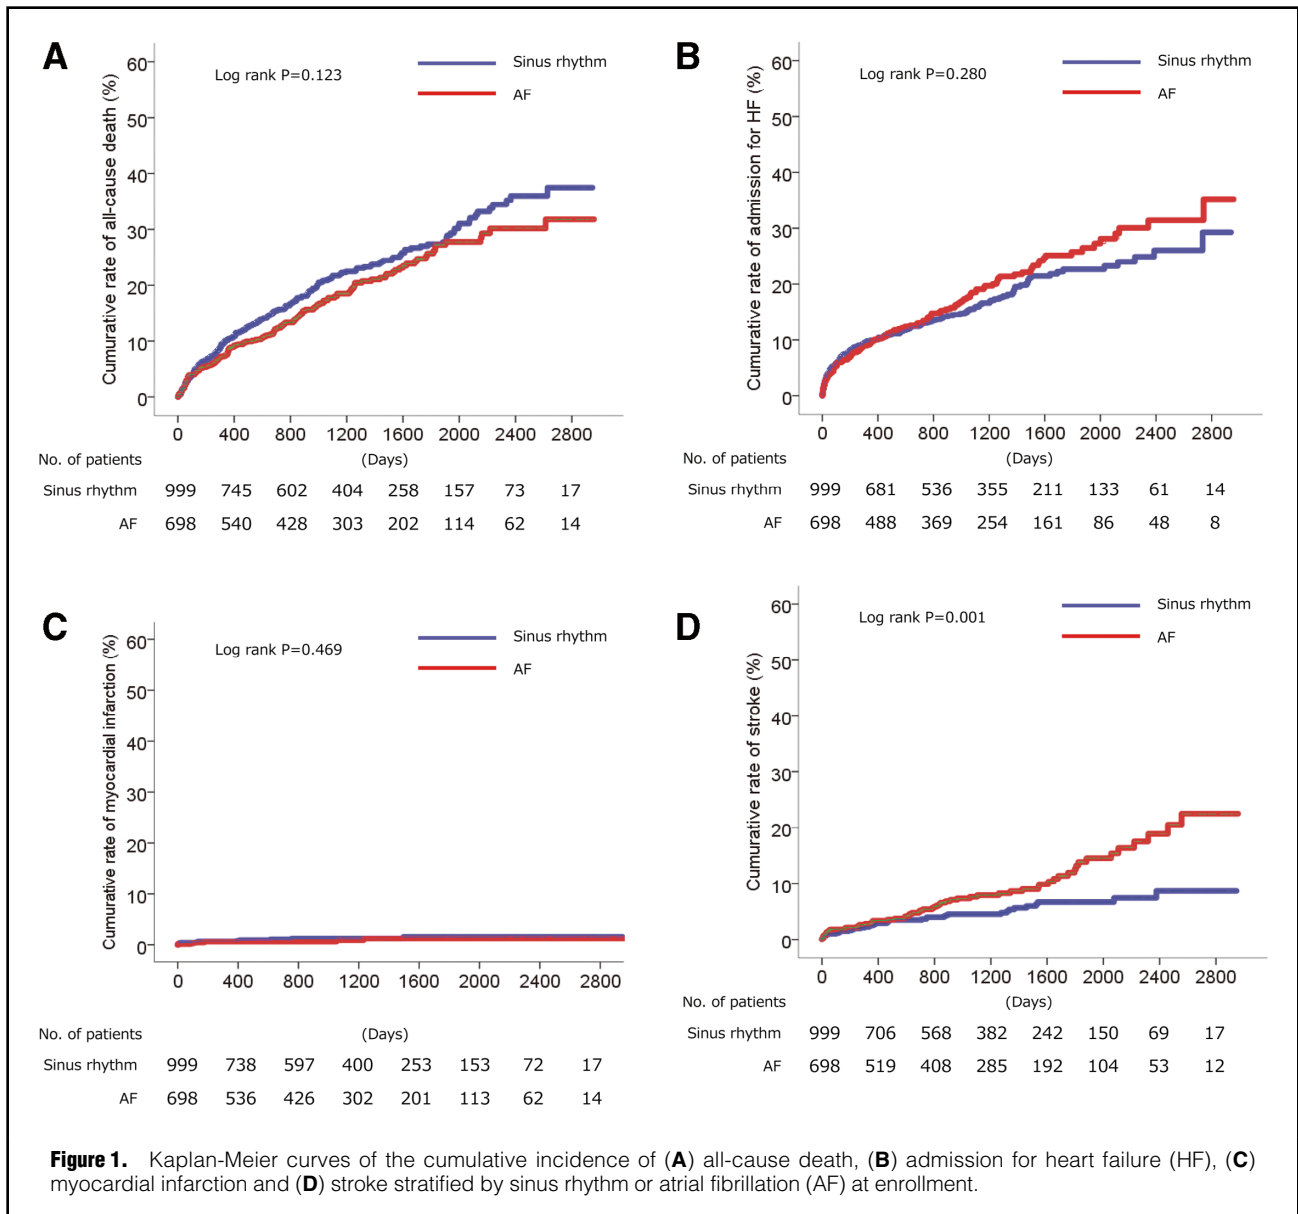 A
Cumurative rate of all-cause death (%)
Log rank P=0.123
Sinus rhythm
AF
60
50
40
30
20
10
0
0 400 800 1200 1600 2000 2400 2800
No. of patients (Days)
Sinus rhythm 999 745 602 404 258 157 73 17
AF 698 540 428 303 202 114 62 14
B
Cumurative rate of admission for HF (%)
Log rank P=0.280
Sinus rhythm
AF
60
50
40
30
20
10
0
0 400 800 1200 1600 2000 2400 2800
No. of patients (Days)
Sinus rhythm 999 681 536 355 211 133 61 14
AF 698 488 369 254 161 86 48 8
C
Cumurative rate of myocardial infarction (%)
Log rank P=0.469
Sinus rhythm
AF
60
50
40
30
20
10
0
0 400 800 1200 1600 2000 2400 2800
No. of patients (Days)
Sinus rhythm 999 738 597 400 253 153 72 17
AF 698 536 426 302 201 113 62 14
D
Cumurative rate of stroke (%)
Log rank P=0.001
Sinus rhythm
AF
60
50
40
30
20
10
0
0 400 800 1200 1600 2000 2400 2800
No. of patients (Days)
Sinus rhythm 999 706 568 382 242 150 69 17
AF 698 519 408 285 192 104 53 12
Figure 1. Kaplan-Meier curves of the cumulative incidence of (A) all-cause death, (B) admission for heart failure (HF), (C)
myocardial infarction and (D) stroke stratified by sinus rhythm or atrial fibrillation (AF) at enrollment.